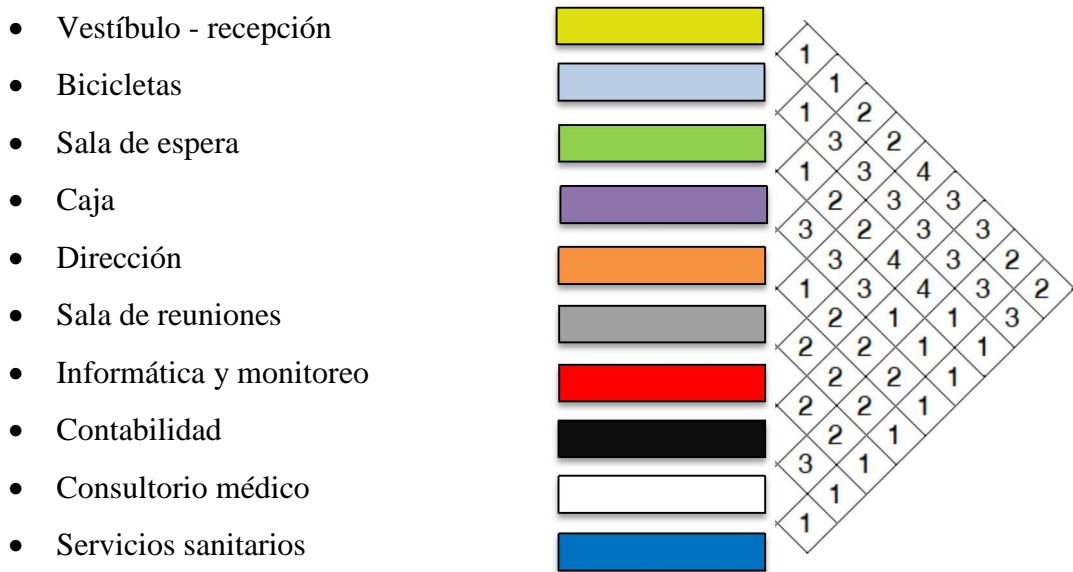 • Vestíbulo - recepción
1
• Bicicletas
1
1 2
• Sala de espera
3 2
1 3 4
• Caja
2 3 3
3 2 3 3
• Dirección
3 4 3 2
1 3 4 3 2
• Sala de reuniones
2 1 1 3
2 2 1 1
• Informática y monitoreo
2 2 1
2 2 1
• Contabilidad
2 1
3 1
• Consultorio médico
1
1
• Servicios sanitarios